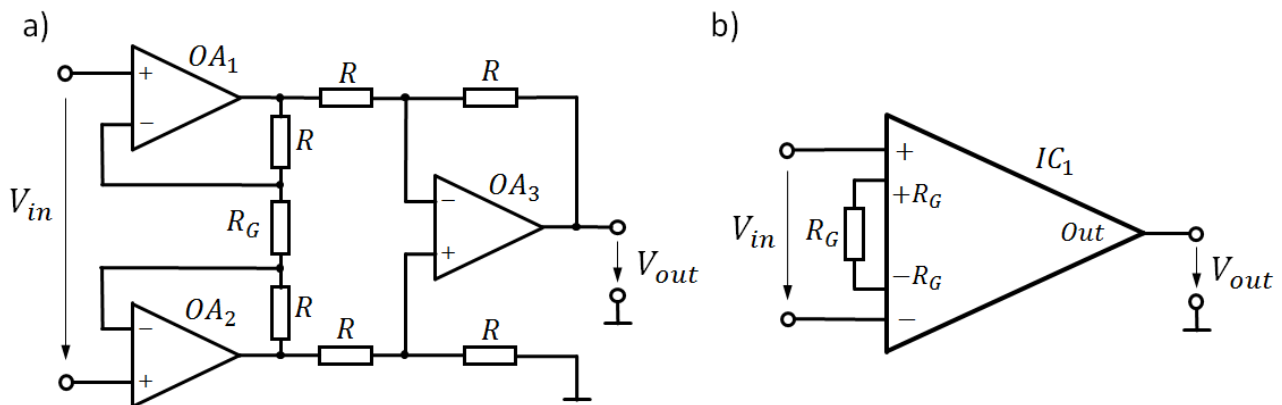 a)
b)
+
OA₁
−
R
R
R
V_in
R_G
−
OA₃
+
V_out
R
−
OA₂
+
R
R
+
IC₁
+R_G
V_in
R_G
Out
−R_G
V_out
−